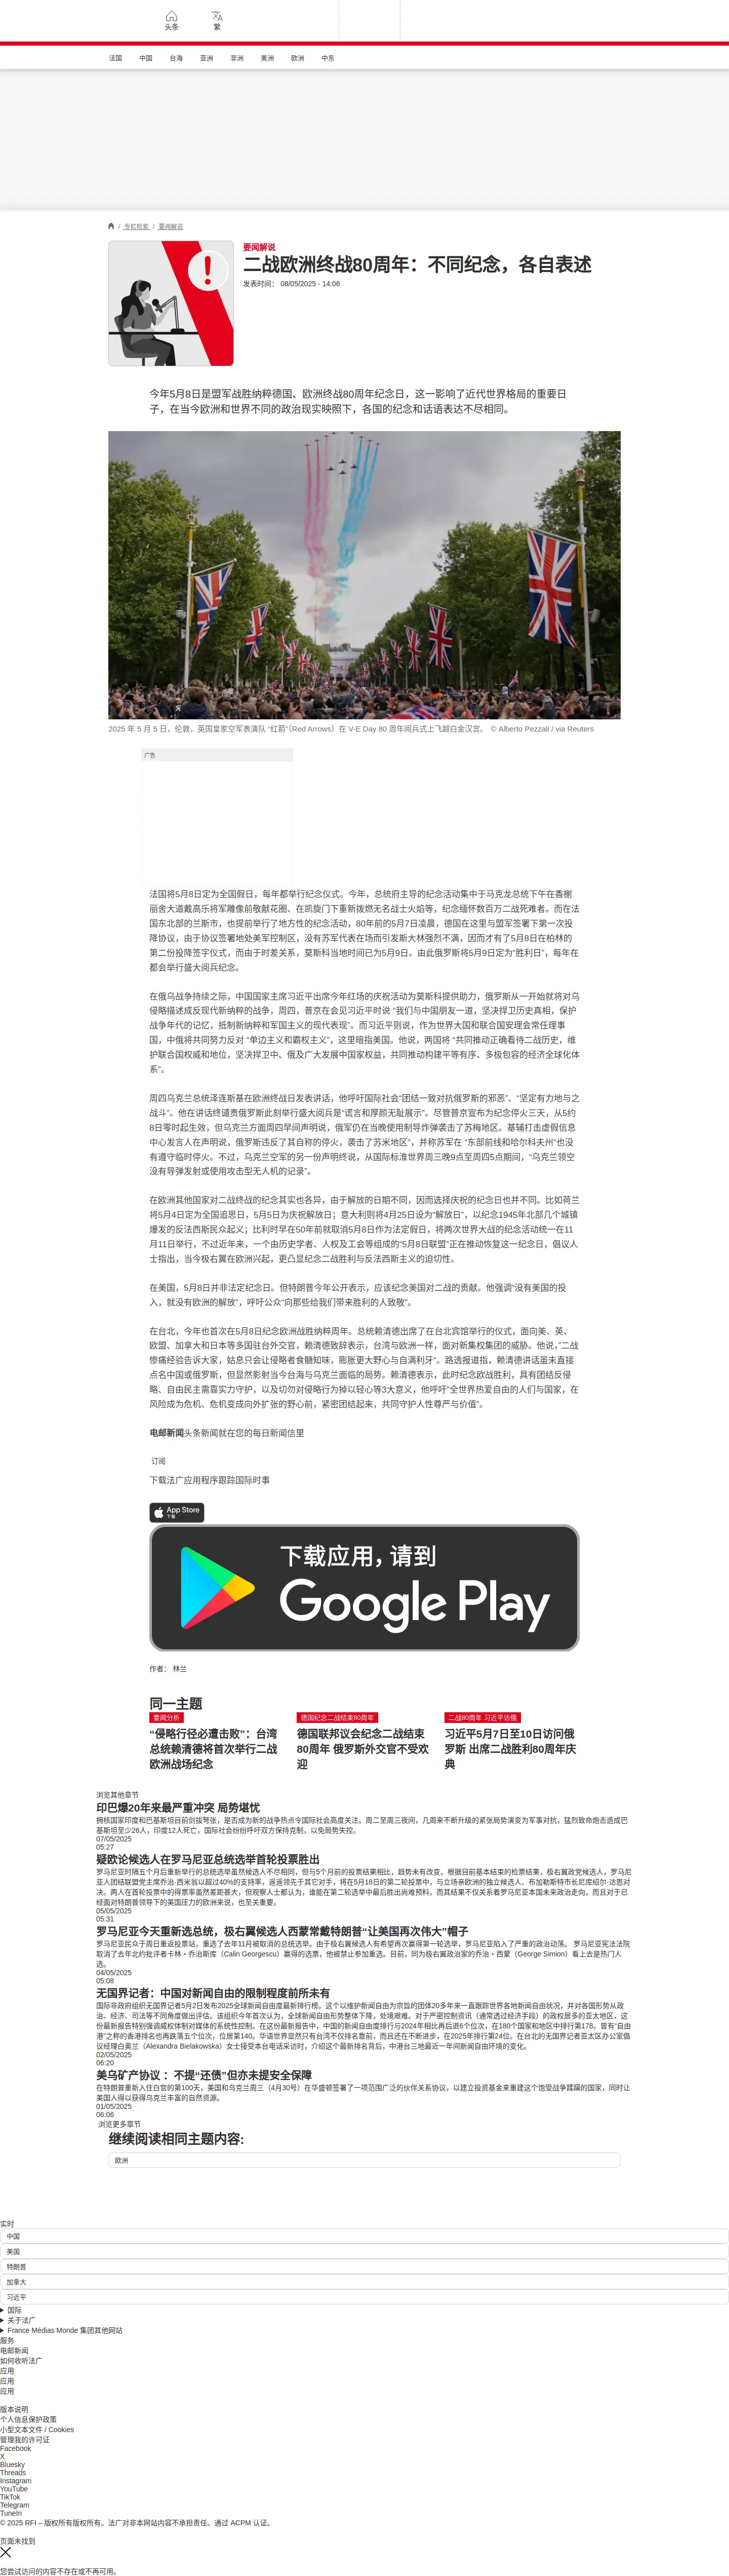 头条
繁
法国
中国
台海
亚洲
非洲
美洲
欧洲
中东
/ 专栏检索 / 要闻解说
要闻解说
二战欧洲终战80周年：不同纪念，各自表述
发表时间： 08/05/2025 - 14:06
今年5月8日是盟军战胜纳粹德国、欧洲终战80周年纪念日，这一影响了近代世界格局的重要日
子，在当今欧洲和世界不同的政治现实映照下，各国的纪念和话语表达不尽相同。
2025 年 5 月 5 日，伦敦，英国皇家空军表演队 “红箭”（Red Arrows）在 V-E Day 80 周年阅兵式上飞越白金汉宫。 © Alberto Pezzali / via Reuters
广告
法国将5月8日定为全国假日，每年都举行纪念仪式。今年，总统府主导的纪念活动集中于马克龙总统下午在香榭
丽舍大道戴高乐将军雕像前敬献花圈、在凯旋门下重新拨燃无名战士火焰等，纪念缅怀数百万二战死难者。而在法
国东北部的兰斯市，也提前举行了地方性的纪念活动，80年前的5月7日凌晨，德国在这里与盟军签署下第一次投
降协议，由于协议签署地处美军控制区，没有苏军代表在场而引发斯大林强烈不满，因而才有了5月8日在柏林的
第二份投降签字仪式，而由于时差关系，莫斯科当地时间已为5月9日。由此俄罗斯将5月9日定为“胜利日”，每年在
都会举行盛大阅兵纪念。
在俄乌战争持续之际，中国国家主席习近平出席今年红场的庆祝活动为莫斯科提供助力，俄罗斯从一开始就将对乌
侵略描述成反现代新纳粹的战争，周四，普京在会见习近平时说 “我们与中国朋友一道，坚决捍卫历史真相，保护
战争年代的记忆，抵制新纳粹和军国主义的现代表现”。而习近平则说，作为世界大国和联合国安理会常任理事
国，中俄将共同努力反对 “单边主义和霸权主义”，这里暗指美国。他说，两国将 “共同推动正确看待二战历史，维
护联合国权威和地位，坚决捍卫中、俄及广大发展中国家权益，共同推动构建平等有序、多极包容的经济全球化体
系”。
周四乌克兰总统泽连斯基在欧洲终战日发表讲话，他呼吁国际社会“团结一致对抗俄罗斯的邪恶”、“坚定有力地与之
战斗”。他在讲话终谴责俄罗斯此刻举行盛大阅兵是“谎言和厚颜无耻展示”。尽管普京宣布为纪念停火三天，从5約
8日零时起生效，但乌克兰方面周四早间声明说，俄军仍在当晚使用制导炸弹袭击了苏梅地区。基辅打击虚假信息
中心发言人在声明说，俄罗斯违反了其自称的停火，袭击了苏米地区”，并称苏军在 “东部前线和哈尔科夫州”也没
有遵守临时停火。不过，乌克兰空军的另一份声明终说，从国际标淮世界周三晚9点至周四5点期间，“乌克兰领空
没有导弹发射或使用攻击型无人机的记录”。
在欧洲其他国家对二战终战的纪念其实也各异，由于解放的日期不同，因而选择庆祝的纪念日也并不同。比如荷兰
将5月4日定为全国追思日，5月5日为庆祝解放日；意大利则将4月25日设为“解放日”，以纪念1945年北部几个城镇
爆发的反法西斯民众起义；比利时早在50年前就取消5月8日作为法定假日，将两次世界大战的纪念活动统一在11
月11日举行，不过近年来，一个由历史学者、人权及工会等组成的“5月8日联盟”正在推动恢复这一纪念日，倡议人
士指出，当今极右翼在欧洲兴起，更凸显纪念二战胜利与反法西斯主义的迫切性。
在美国，5月8日并非法定纪念日。但特朗普今年公开表示，应该纪念美国对二战的贡献。他强调“没有美国的投
入，就没有欧洲的解放”，呼吁公众“向那些给我们带来胜利的人致敬”。
在台北，今年也首次在5月8日纪念欧洲战胜纳粹周年。总统赖清德出席了在台北宾馆举行的仪式，面向美、英、
欧盟、加拿大和日本等多国驻台外交官，赖清德致辞表示，台湾与欧洲一样，面对新集权集团的威胁。他说，”二战
惨痛经验告诉大家，姑息只会让侵略者食髓知味，膨胀更大野心与自满利牙“。路透报道指，赖清德讲话虽未直接
点名中国或俄罗斯，但显然影射当今台海与乌克兰面临的局势。赖清德表示，此时纪念欧战胜利，具有团结反侵
略、自由民主需靠实力守护，以及切勿对侵略行为掉以轻心等3大意义，他呼吁”全世界热爱自由的人们与国家，在
风险成为危机、危机变成向外扩张的野心前，紧密团结起来，共同守护人性尊严与价值“。
电邮新闻头条新闻就在您的每日新闻信里
订阅
下载法广应用程序跟踪国际时事
App Store
下载
下载应用，请到
Google Play
作者： 林兰
同一主题
要闻分析
“侵略行径必遭击败”：台湾
总统赖清德将首次举行二战
欧洲战场纪念
德国纪念二战结束80周年
德国联邦议会纪念二战结束
80周年 俄罗斯外交官不受欢
迎
二战80周年 习近平访俄
习近平5月7日至10日访问俄
罗斯 出席二战胜利80周年庆
典
浏览其他章节
印巴爆20年来最严重冲突 局势堪忧
拥核国家印度和巴基斯坦目前剑拨弩张，是否成为新的战争热点令国际社会高度关注。周二至周三夜间，几周来不断升级的紧张局势演变为军事对抗，猛烈致命炮击造成巴
基斯坦至少26人，印度12人死亡，国际社会纷纷呼吁双方保持克制，以免局势失控。
07/05/2025
05:27
疑欧论候选人在罗马尼亚总统选举首轮投票胜出
罗马尼亚时隔五个月后重新举行的总统选举虽然候选人不尽相同，但与5个月前的投票结果相比，趋势未有改变。根据目前基本结束的检票结果，极右翼政党候选人，罗马尼
亚人团结联盟党主席乔治·西米翁以超过40%的支持率，遥遥领先于其它对手，将在5月18日的第二轮投票中，与立场亲欧洲的独立候选人、布加勒斯特市长尼库绍尔·达恩对
决。两人在首轮投票中的得票率虽然差距甚大，但观察人士都认为，谁能在第二轮选举中最后胜出尚难预料。而其结果不仅关系着罗马尼亚本国未来政治走向，而且对于已
经面对特朗普领导下的美国压力的欧洲来说，也至关重要。
05/05/2025
05:31
罗马尼亚今天重新选总统，极右翼候选人西蒙常戴特朗普“让美国再次伟大”帽子
罗马尼亚民众于周日重返投票站，重选了去年11月被取消的总统选举。由于极右翼候选人有希望再次赢得第一轮选举，罗马尼亚陷入了严重的政治动荡。 罗马尼亚宪法法院
取消了去年北约批评者卡林・乔治斯库（Calin Georgescu）赢得的选票，他被禁止参加重选。目前，同为极右翼政治家的乔治・西蒙（George Simion）看上去是热门人
选。
04/05/2025
05:08
无国界记者：中国对新闻自由的限制程度前所未有
国际非政府组织无国界记者5月2日发布2025全球新闻自由度最新排行榜。这个以维护新闻自由为宗旨的团体20多年来一直跟踪世界各地新闻自由状况，并对各国形势从政
治、经济、司法等不同角度做出评估。该组织今年首次认为，全球新闻自由形势整体下降，处境艰难。对于严密控制资讯（通常透过经济手段）的政权居多的亚太地区，这
份最新报告特别强调威权体制对媒体的系统性控制。在这份最新报告中，中国的新闻自由度排行与2024年相比再后退6个位次，在180个国家和地区中排行第178。曾有“自由
港”之称的香港排名也再跌落五个位次，位居第140。华语世界显然只有台湾不仅排名靠前，而且还在不断进步，在2025年排行第24位。在台北的无国界记者亚太区办公室倡
议经理白奥兰（Alexandra Bielakowska）女士接受本台电话采访时，介绍这个最新排名背后，中港台三地最近一年间新闻自由环境的变化。
02/05/2025
06:20
美乌矿产协议： 不提“还债”但亦未提安全保障
在特朗普重新入住白宫的第100天，美国和乌克兰周三（4月30号）在华盛顿签署了一项范围广泛的伙伴关系协议，以建立投资基金来重建这个饱受战争蹂躏的国家，同时让
美国人得以获得乌克兰丰富的自然资源。
01/05/2025
06:06
浏览更多章节
继续阅读相同主题内容:
欧洲
实时
中国
美国
特朗普
加拿大
习近平
国际
关于法广
France Médias Monde 集团其他网站
服务
电邮新闻
如何收听法广
应用
应用
应用
版本说明
个人信息保护政策
小型文本文件 / Cookies
管理我的许可证
Facebook
X
Bluesky
Threads
Instagram
YouTube
TikTok
Telegram
TuneIn
© 2025 RFI – 版权所有版权所有。法广对非本网站内容不承担责任。通过 ACPM 认证。
页面未找到
您尝试访问的内容不存在或不再可用。